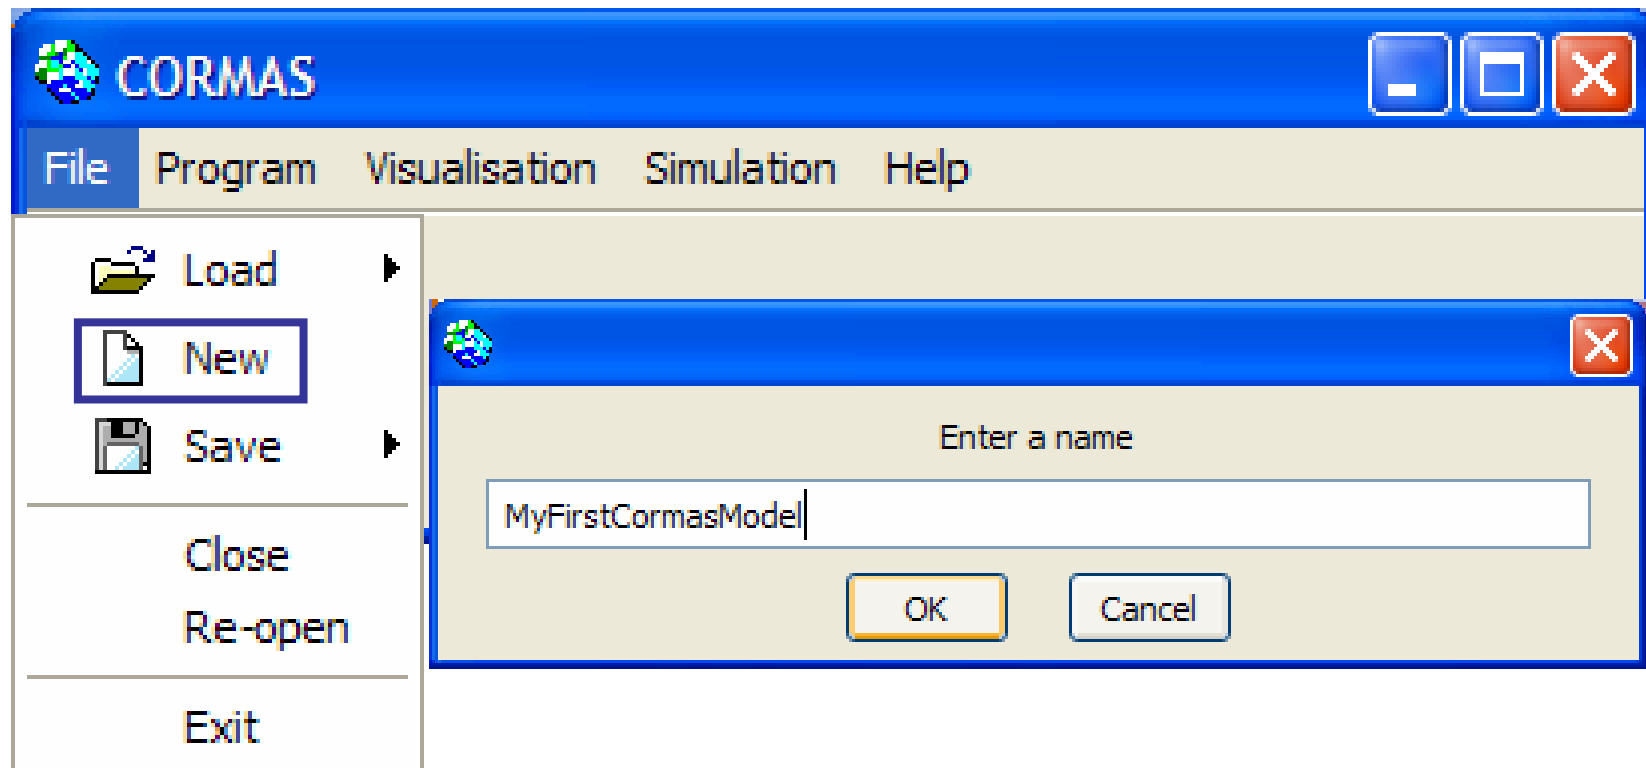 CORMAS
File Program Visualisation Simulation Help
Load
New
Save
Close
Re-open
Exit
Enter a name
MyFirstCormasModel
OK Cancel